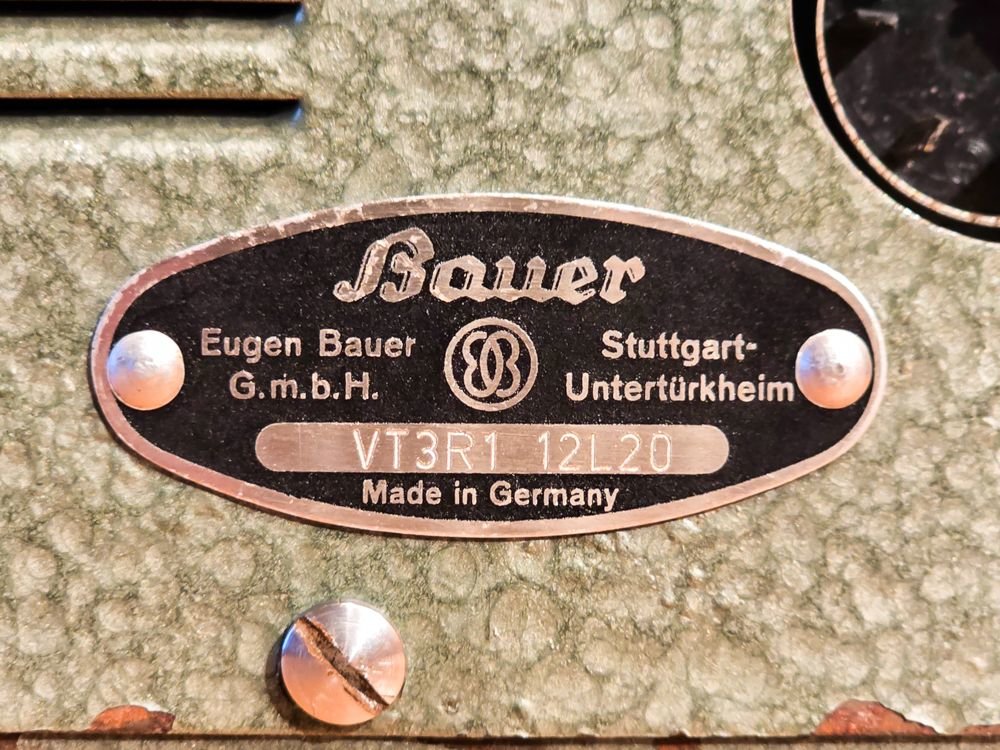 Bauer
Eugen Bauer
G.m.b.H.
Stuttgart-
Untertürkheim
VT3R1 12L20
Made in Germany